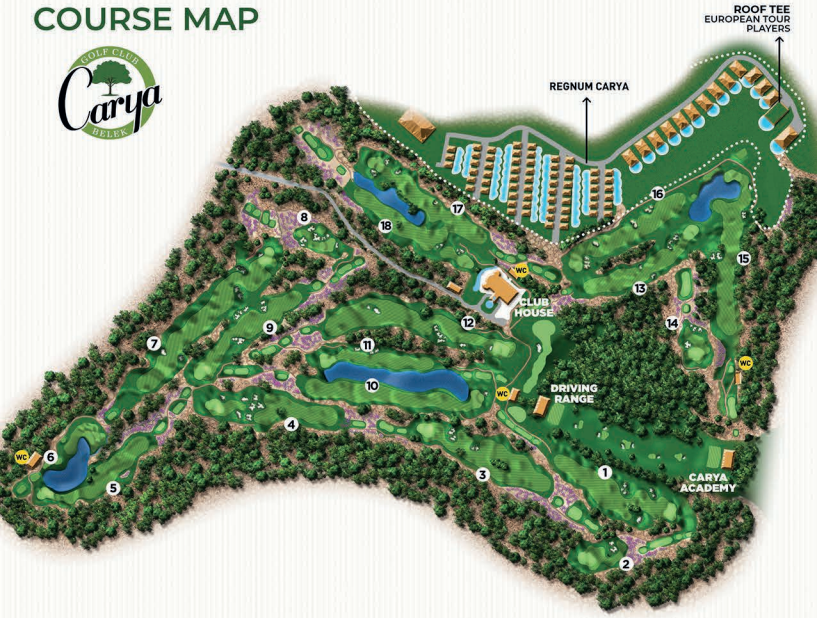 COURSE MAP
GOLF CLUB
Carya
BELEK
ROOF TEE
EUROPEAN TOUR
PLAYERS
REGNUM CARYA
16
17
8
18
15
WC
13
CLUB
HOUSE
12
14
9
7
11
WC
10
WC
DRIVING
RANGE
4
6
WC
5
3
1
CARYA
ACADEMY
2